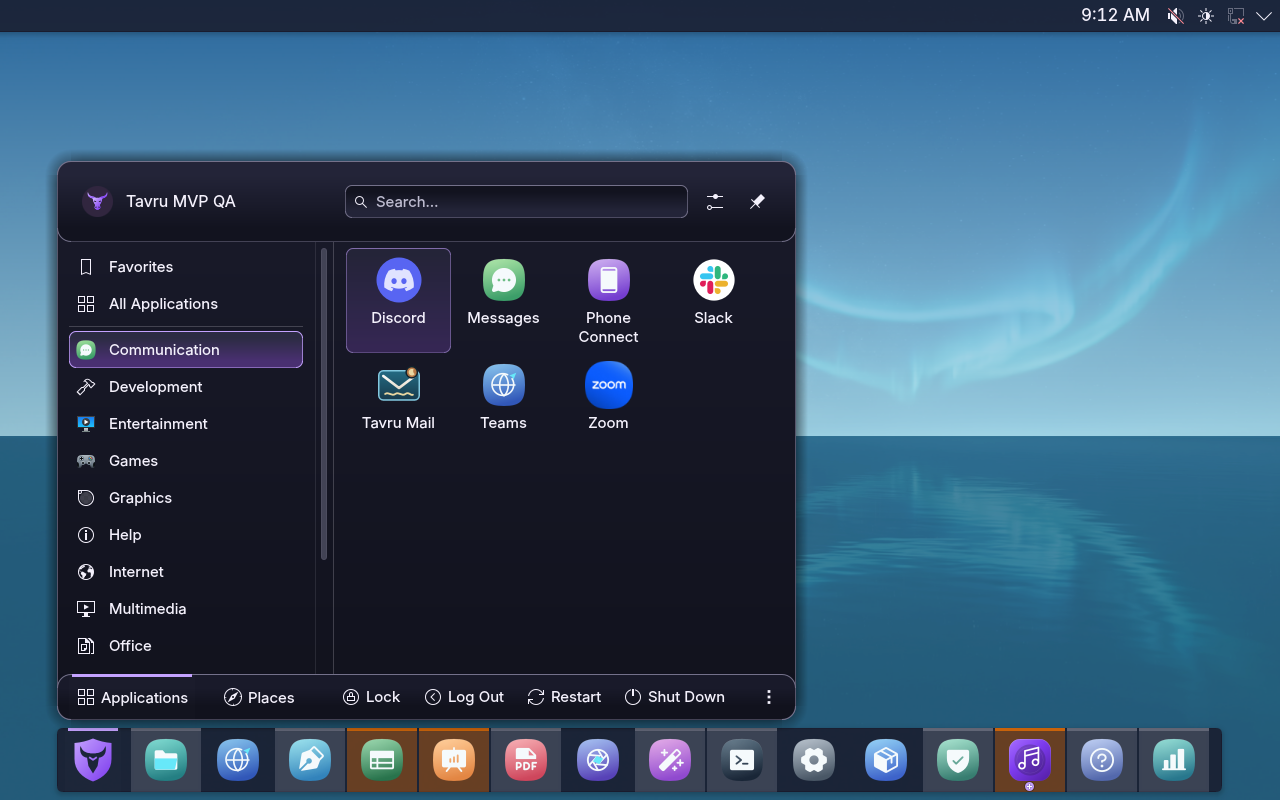 9:12 AM
Tavru MVP QA
Search...
Favorites
All Applications
Communication
Development
Entertainment
Games
Graphics
Help
Internet
Multimedia
Office
Discord
Messages
Phone
Connect
Slack
Tavru Mail
Teams
zoom
Zoom
Applications
Places
Lock
Log Out
Restart
Shut Down
PDF